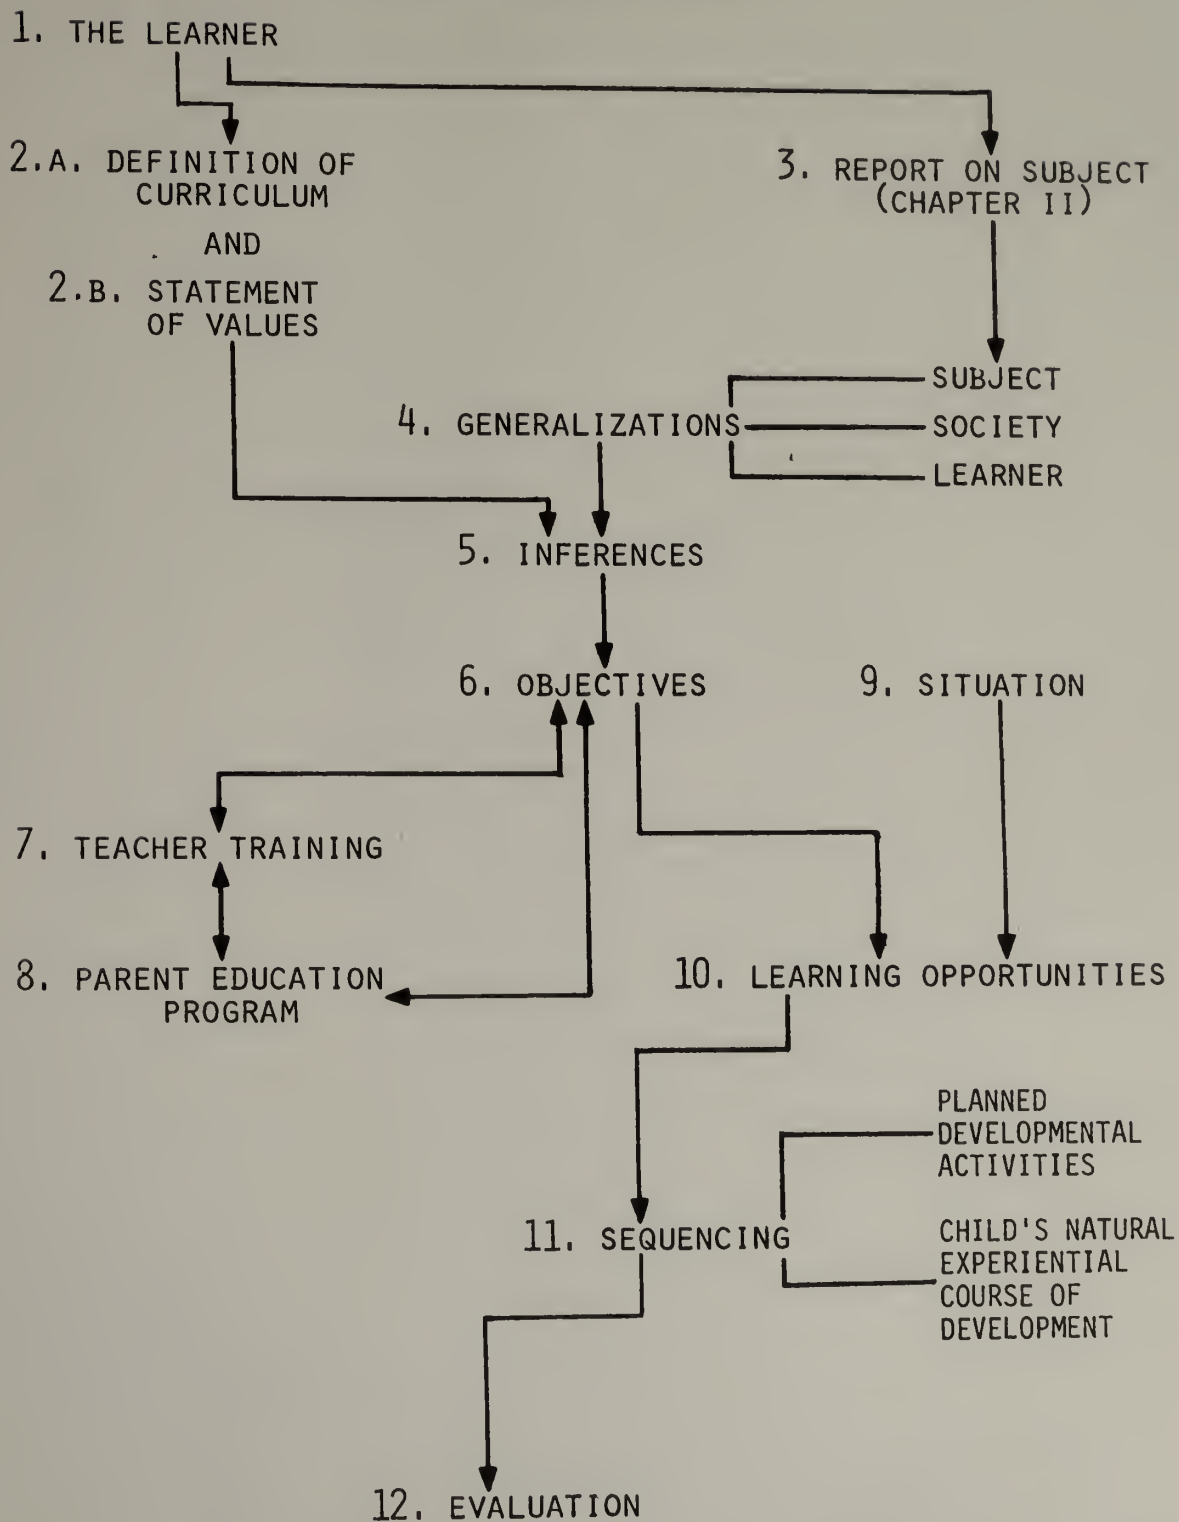 1. THE LEARNER
2.A. DEFINITION OF
CURRICULUM
AND
2.B. STATEMENT
OF VALUES
3. REPORT ON SUBJECT
(CHAPTER II)
SUBJECT
4. GENERALIZATIONS
SOCIETY
LEARNER
5. INFERENCES
6. OBJECTIVES
9. SITUATION
7. TEACHER TRAINING
8. PARENT EDUCATION
PROGRAM
10. LEARNING OPPORTUNITIES
PLANNED
DEVELOPMENTAL
ACTIVITIES
11. SEQUENCING
CHILD'S NATURAL
EXPERIENTIAL
COURSE OF
DEVELOPMENT
12. EVALUATION